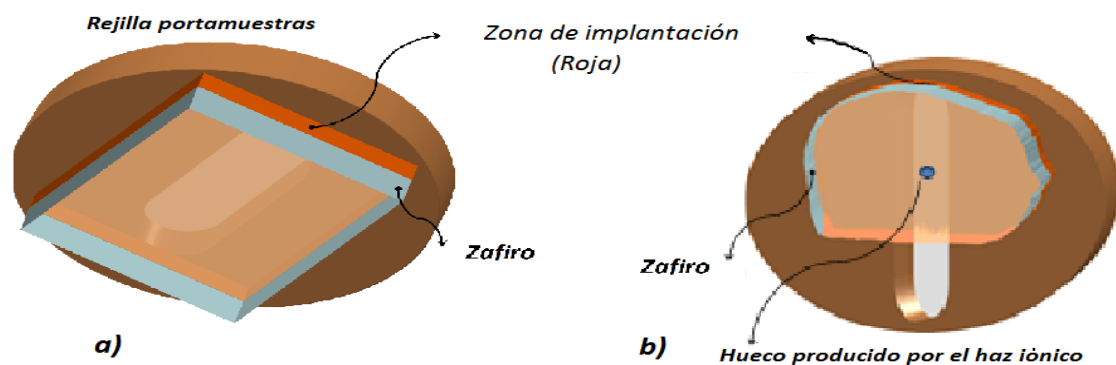 Rejilla portamuestras
Zona de implantación
(Roja)
Zafiro
Zafiro
a)
b)
Hueco producido por el haz iònico